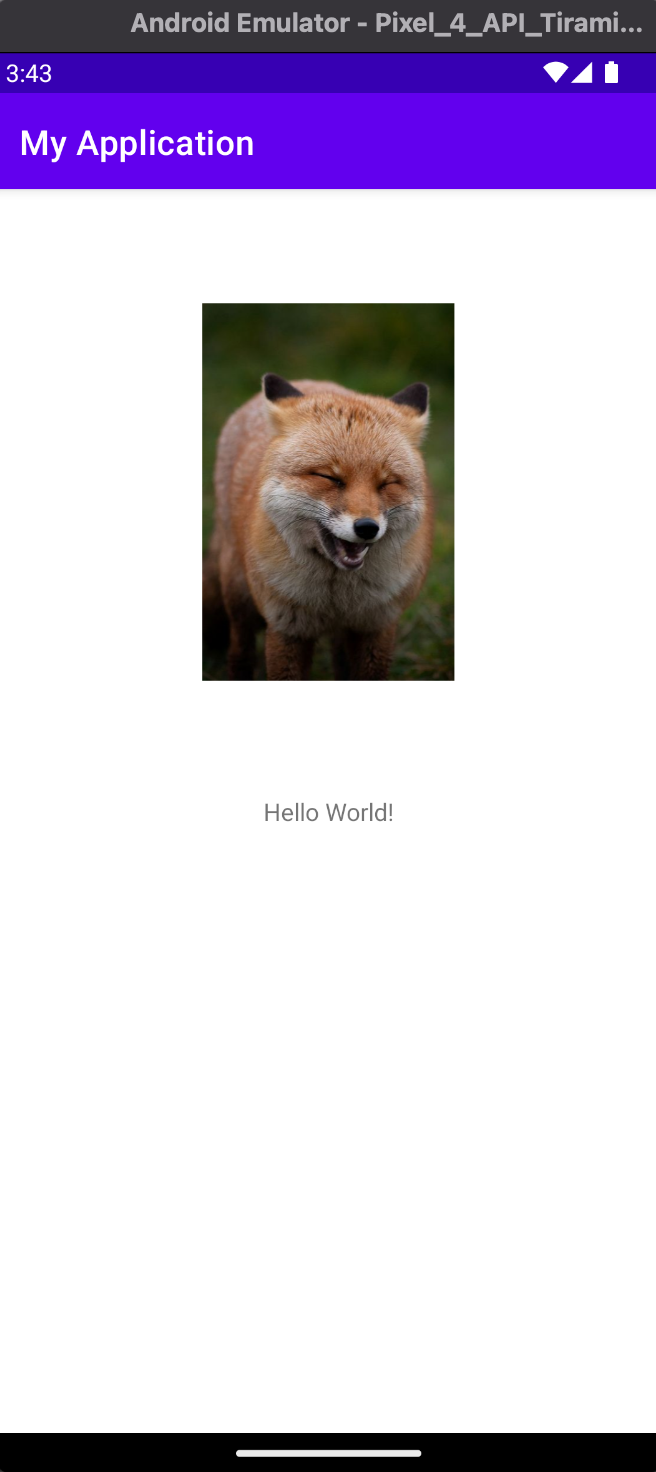 Android Emulator - Pixel_4_API_Tirami...
3:43
My Application
Hello World!